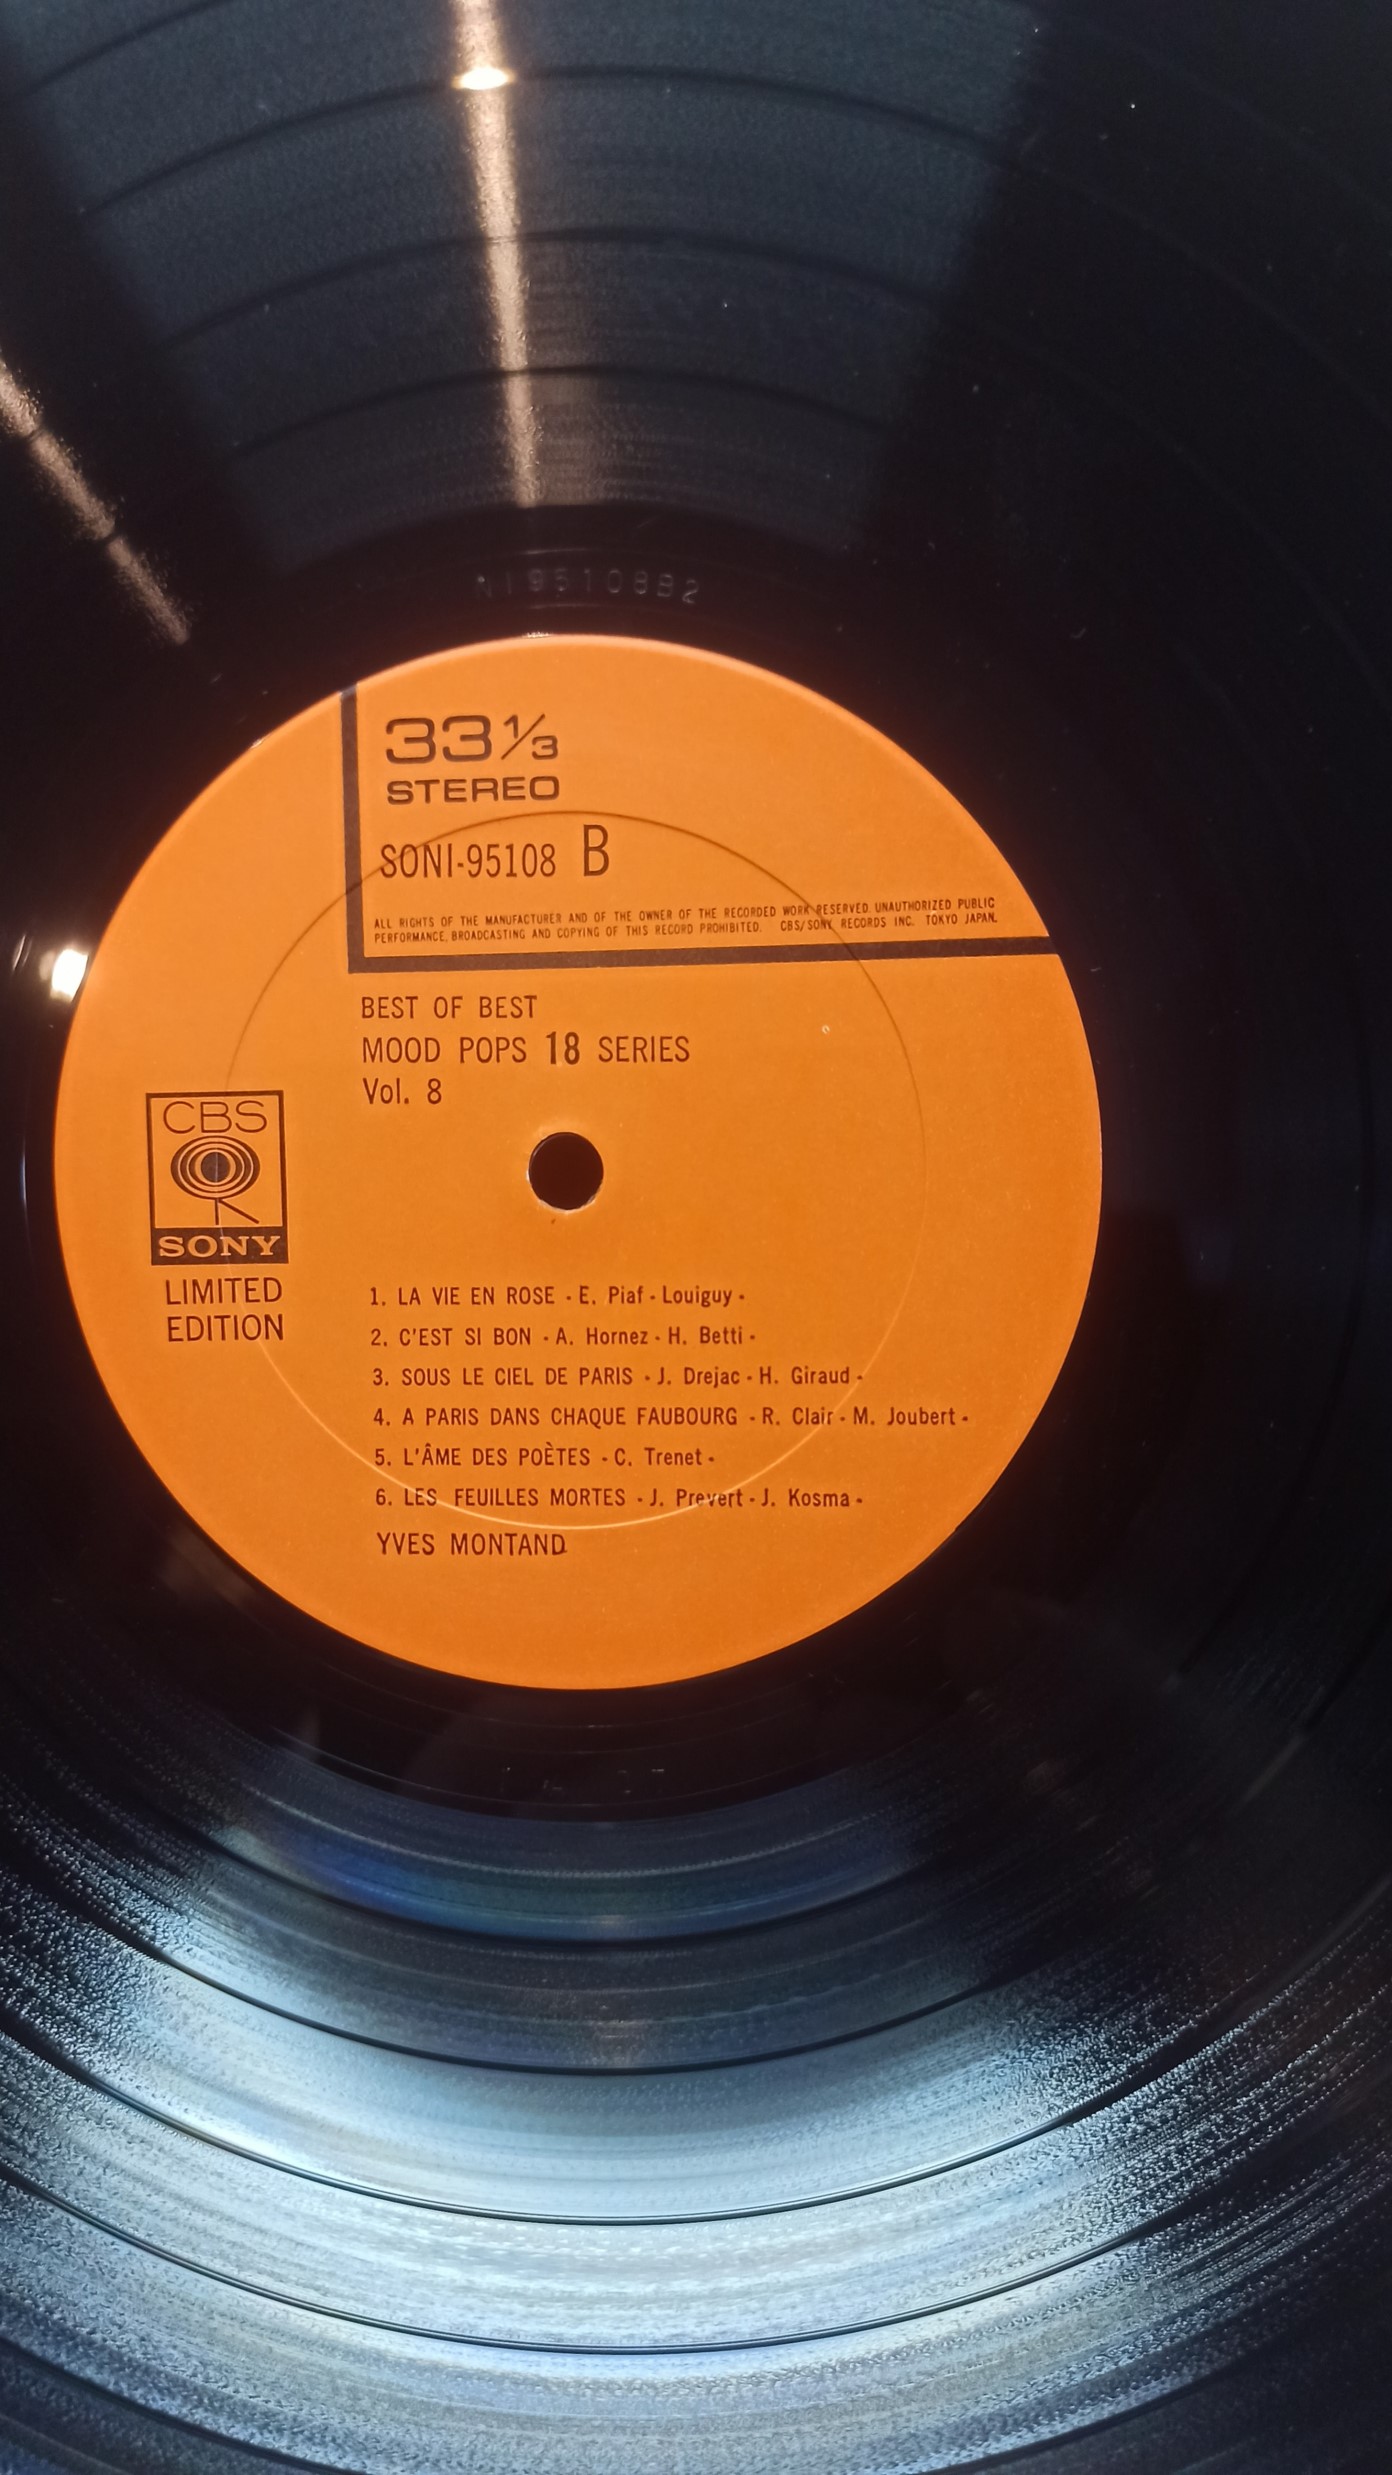 NI95108B2
33 1/3
STEREO
SONI-95108 B
ALL RIGHTS OF THE MANUFACTURER AND OF THE OWNER OF THE RECORDED WORK RESERVED. UNAUTHORIZED PUBLIC
PERFORMANCE, BROADCASTING AND COPYING OF THIS RECORD PROHIBITED. CBS/SONY RECORDS INC. TOKYO JAPAN.
BEST OF BEST
MOOD POPS 18 SERIES
Vol. 8
CBS
SONY
LIMITED
EDITION
1. LA VIE EN ROSE - E. Piaf - Louiguy -
2. C'EST SI BON - A. Hornez - H. Betti -
3. SOUS LE CIEL DE PARIS - J. Drejac - H. Giraud -
4. A PARIS DANS CHAQUE FAUBOURG - R. Clair - M. Joubert -
5. L'ÂME DES POÈTES - C. Trenet -
6. LES FEUILLES MORTES - J. Prevert - J. Kosma -
YVES MONTAND